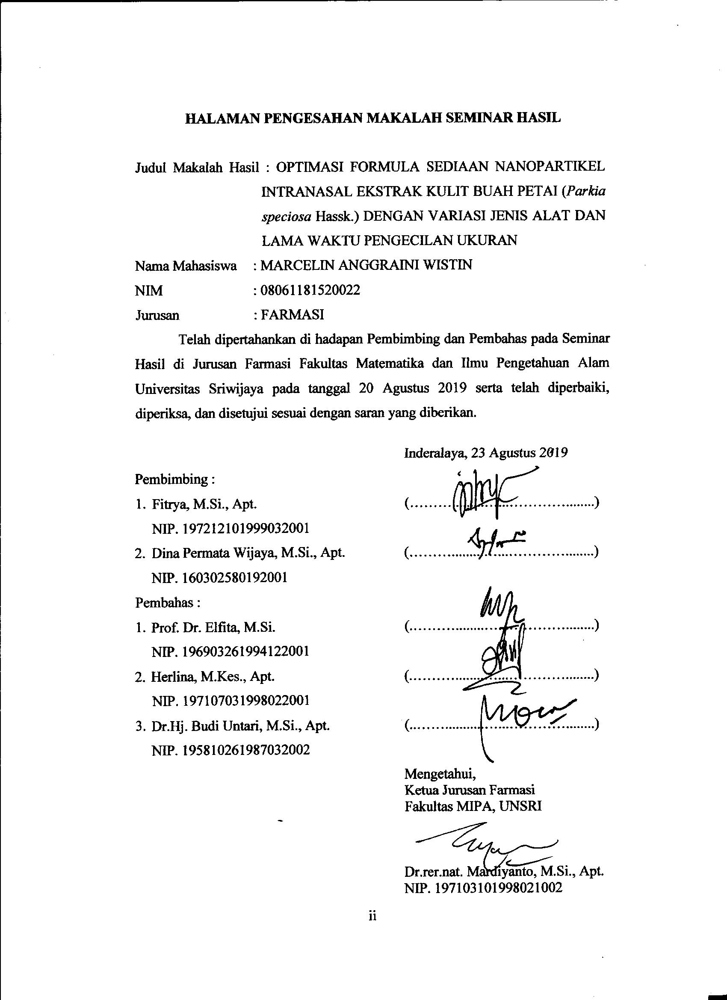 HALAMAN PENGESAHAN MAKALAH SEMINAR HASIL
Judul Makalah Hasil : OPTIMASI FORMULA SEDIAAN NANOPARTIKEL
INTRANASAL EKSTRAK KULIT BUAH PETAI (Parkia
speciosa Hassk.) DENGAN VARIASI JENIS ALAT DAN
LAMA WAKTU PENGECILAN UKURAN
Nama Mahasiswa : MARCELIN ANGGRAINI WISTIN
NIM : 08061181520022
Jurusan : FARMASI
Telah dipertahankan di hadapan Pembimbing dan Pembahas pada Seminar
Hasil di Jurusan Farmasi Fakultas Matematika dan Ilmu Pengetahuan Alam
Universitas Sriwijaya pada tanggal 20 Agustus 2019 serta telah diperbaiki,
diperiksa, dan disetujui sesuai dengan saran yang diberikan.
Inderalaya, 23 Agustus 2019
Pembimbing :
1. Fitrya, M.Si., Apt. (..........................................)
NIP. 197212101999032001
2. Dina Permata Wijaya, M.Si., Apt. (..........................................)
NIP. 160302580192001
Pembahas :
1. Prof. Dr. Elfita, M.Si. (..........................................)
NIP. 196903261994122001
2. Herlina, M.Kes., Apt. (..........................................)
NIP. 197107031998022001
3. Dr.Hj. Budi Untari, M.Si., Apt. (..........................................)
NIP. 195810261987032002
Mengetahui,
Ketua Jurusan Farmasi
Fakultas MIPA, UNSRI
Dr.rer.nat. Mardiyanto, M.Si., Apt.
NIP. 197103101998021002
ii